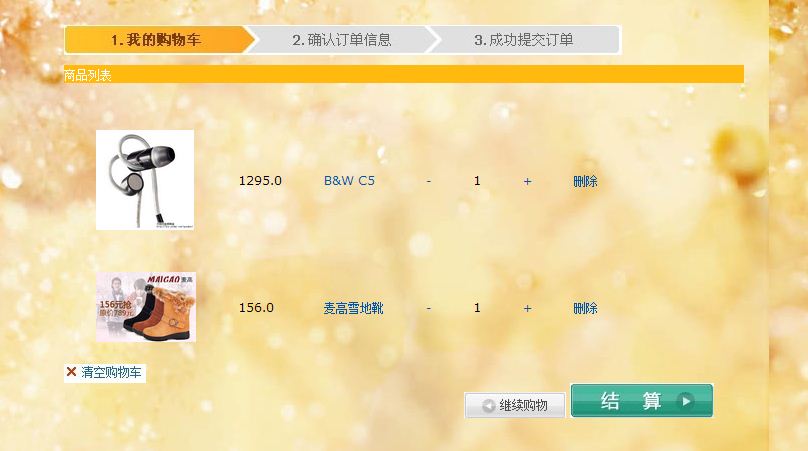 1.我的购物车 2.确认订单信息 3.成功提交订单
商品列表
1295.0 B&W C5 - 1 + 删除
MAIGAO 麦高
156元抢
原价789元
156.0 麦高雪地靴 - 1 + 删除
清空购物车
继续购物 结 算